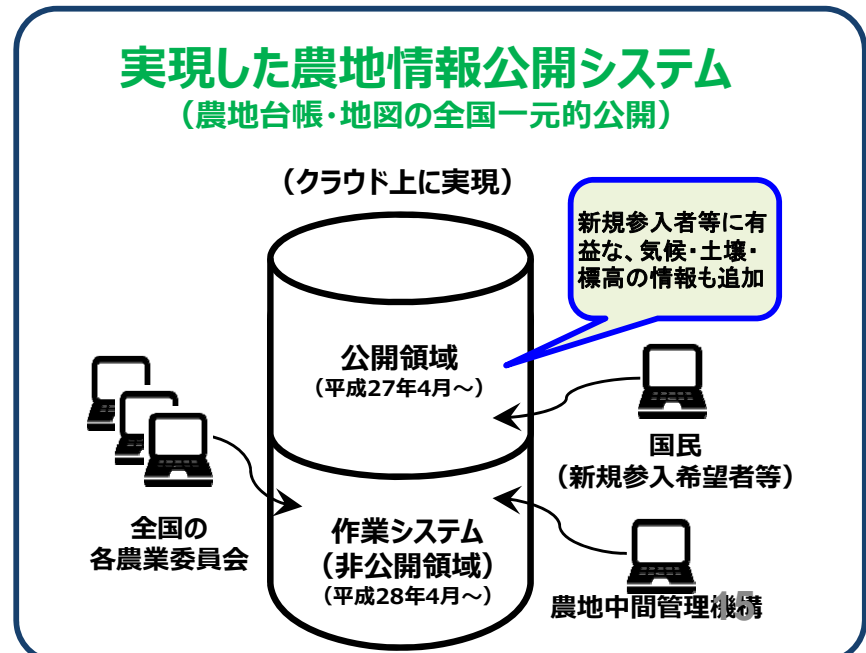 実現した農地情報公開システム
（農地台帳・地図の全国一元的公開）
（クラウド上に実現）
新規参入者等に有
益な、気候・土壌・
標高の情報も追加
公開領域
（平成27年4月～）
国民
（新規参入希望者等）
全国の
各農業委員会
作業システム
（非公開領域）
（平成28年4月～）
農地中間管理機構
15